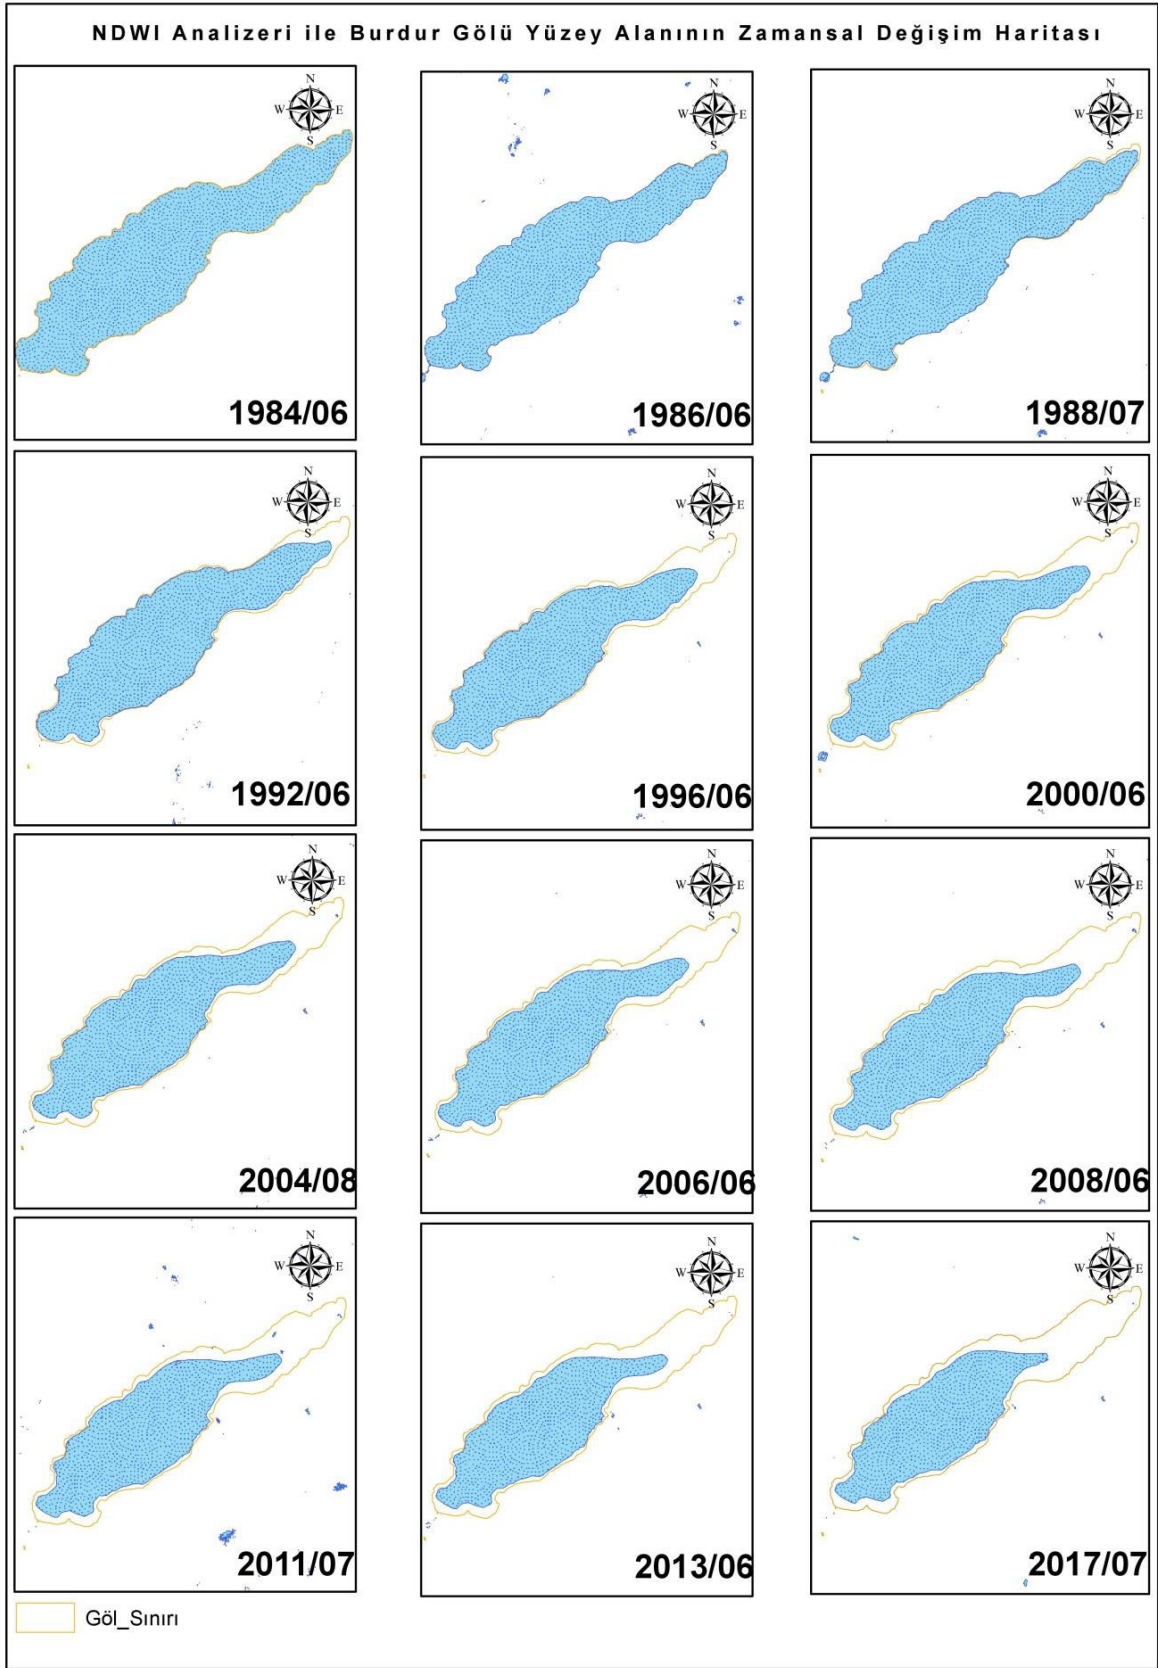 NDWI Analizeri ile Burdur Gölü Yüzey Alanının Zamansal Değişim Haritası
N
W E
S
1984/06
N
W E
S
1986/06
N
W E
S
1988/07
N
W E
S
1992/06
N
W E
S
1996/06
N
W E
S
2000/06
N
W E
S
2004/08
N
W E
S
2006/06
N
W E
S
2008/06
N
W E
S
2011/07
N
W E
S
2013/06
N
W E
S
2017/07
Göl_Sınırı